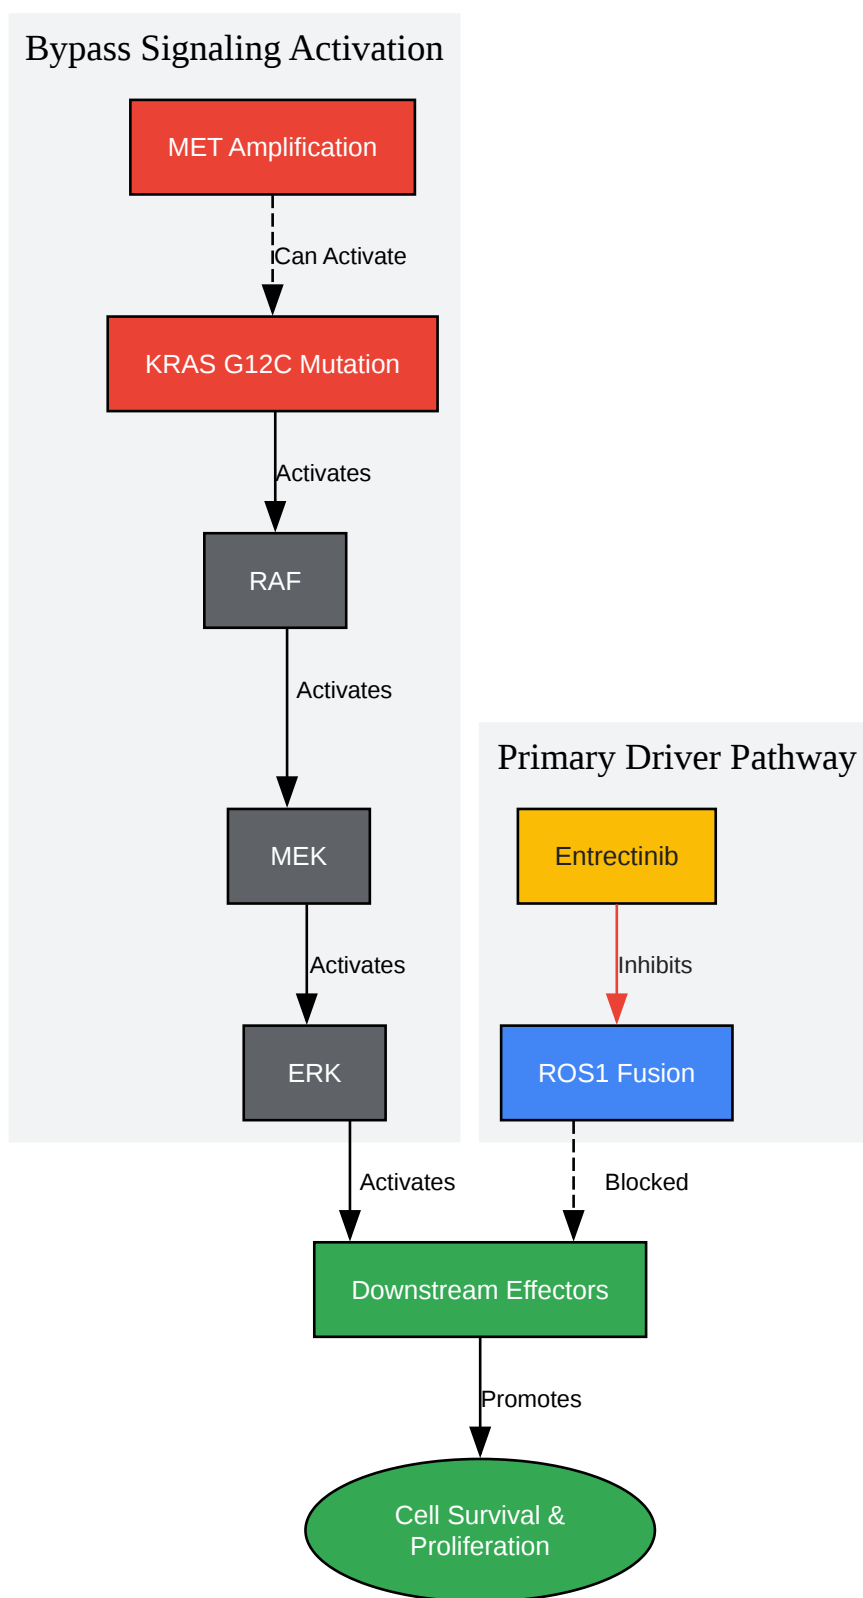 Bypass Signaling Activation
MET Amplification
Can Activate
KRAS G12C Mutation
Activates
RAF
Activates
MEK
Activates
ERK
Activates
Primary Driver Pathway
Entrectinib
Inhibits
ROS1 Fusion
Blocked
Downstream Effectors
Promotes
Cell Survival &
Proliferation